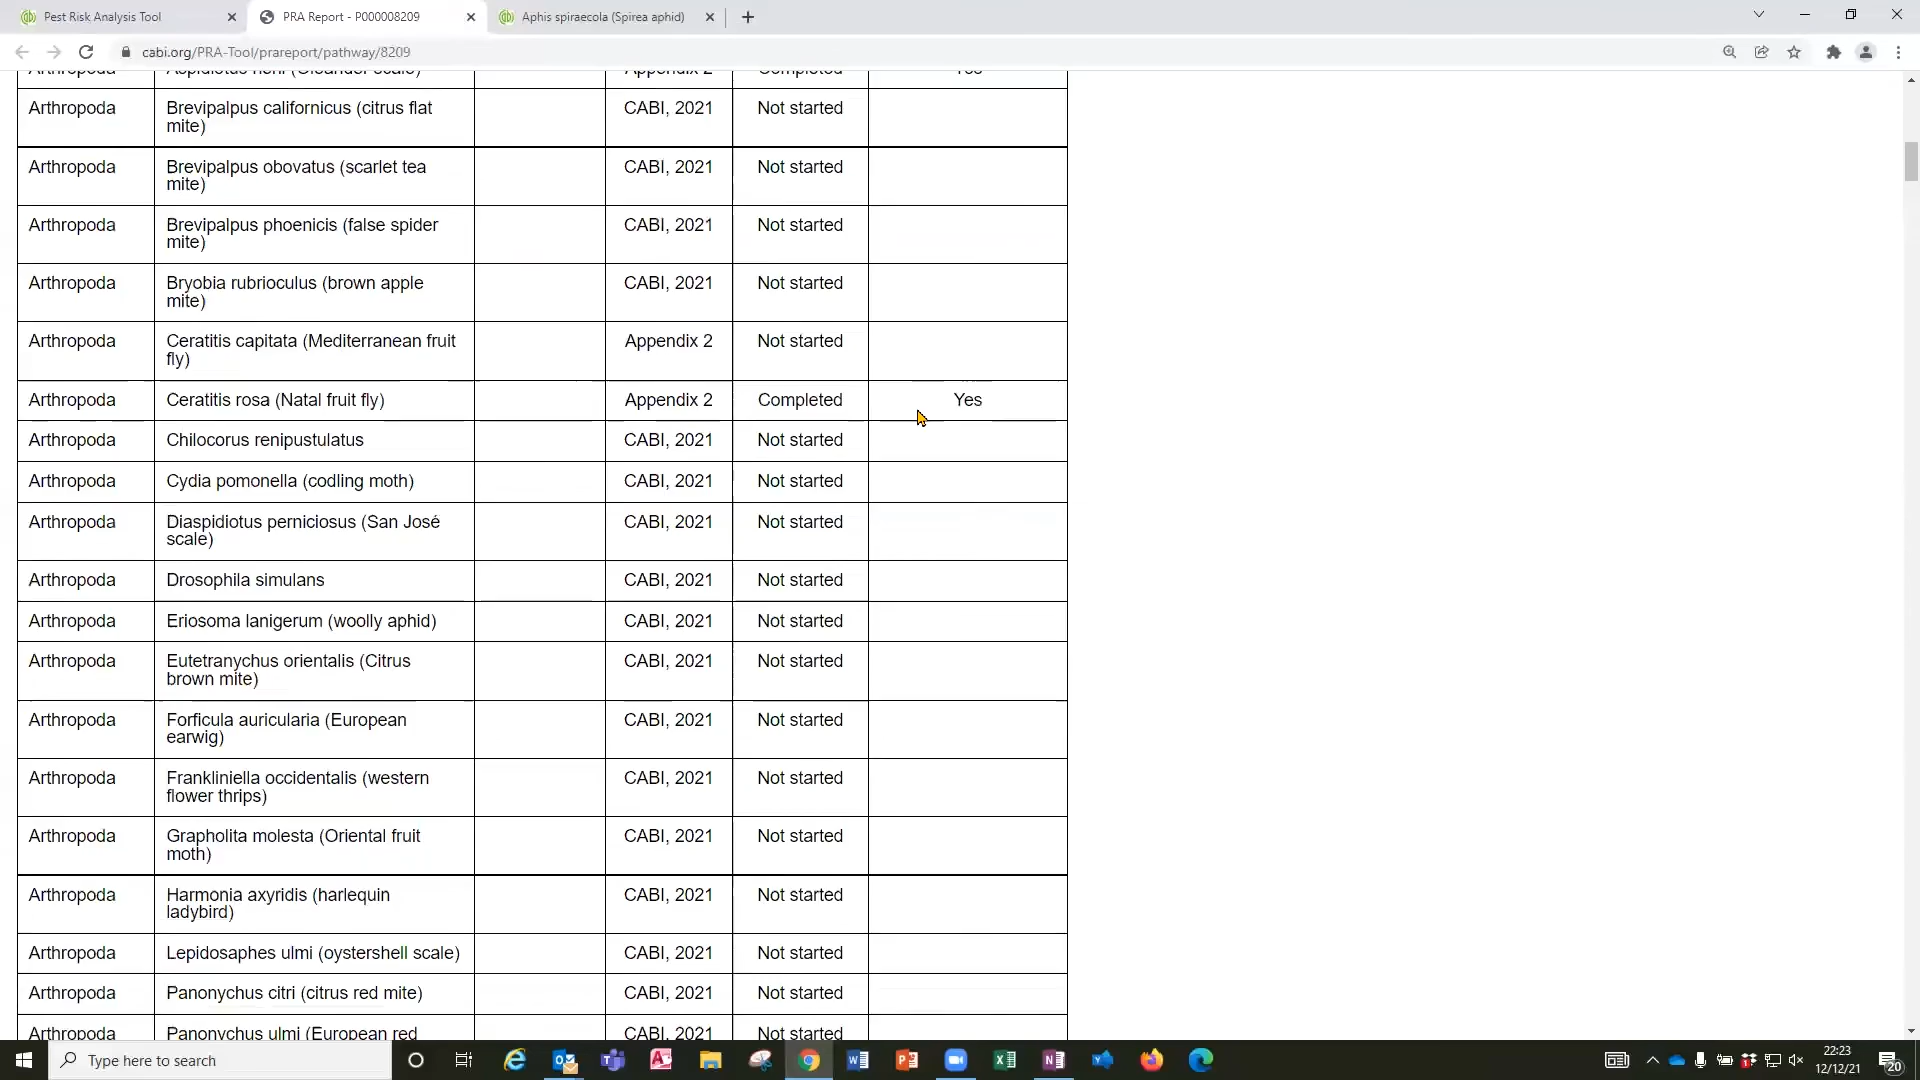 Pest Risk Analysis Tool
PRA Report - P000008209
Aphis spiraecola (Spirea aphid)
cabi.org/PRA-Tool/prareport/pathway/8209
Arthropoda Brevipalpus californicus (citrus flat mite) CABI, 2021 Not started
Arthropoda Brevipalpus obovatus (scarlet tea mite) CABI, 2021 Not started
Arthropoda Brevipalpus phoenicis (false spider mite) CABI, 2021 Not started
Arthropoda Bryobia rubrioculus (brown apple mite) CABI, 2021 Not started
Arthropoda Ceratitis capitata (Mediterranean fruit fly) Appendix 2 Not started
Arthropoda Ceratitis rosa (Natal fruit fly) Appendix 2 Completed Yes
Arthropoda Chilocorus renipustulatus CABI, 2021 Not started
Arthropoda Cydia pomonella (codling moth) CABI, 2021 Not started
Arthropoda Diaspidiotus perniciosus (San José scale) CABI, 2021 Not started
Arthropoda Drosophila simulans CABI, 2021 Not started
Arthropoda Eriosoma lanigerum (woolly aphid) CABI, 2021 Not started
Arthropoda Eutetranychus orientalis (Citrus brown mite) CABI, 2021 Not started
Arthropoda Forficula auricularia (European earwig) CABI, 2021 Not started
Arthropoda Frankliniella occidentalis (western flower thrips) CABI, 2021 Not started
Arthropoda Grapholita molesta (Oriental fruit moth) CABI, 2021 Not started
Arthropoda Harmonia axyridis (harlequin ladybird) CABI, 2021 Not started
Arthropoda Lepidosaphes ulmi (oystershell scale) CABI, 2021 Not started
Arthropoda Panonychus citri (citrus red mite) CABI, 2021 Not started
Arthropoda Panonychus ulmi (European red CABI, 2021 Not started
Type here to search
22:23
12/12/21
20